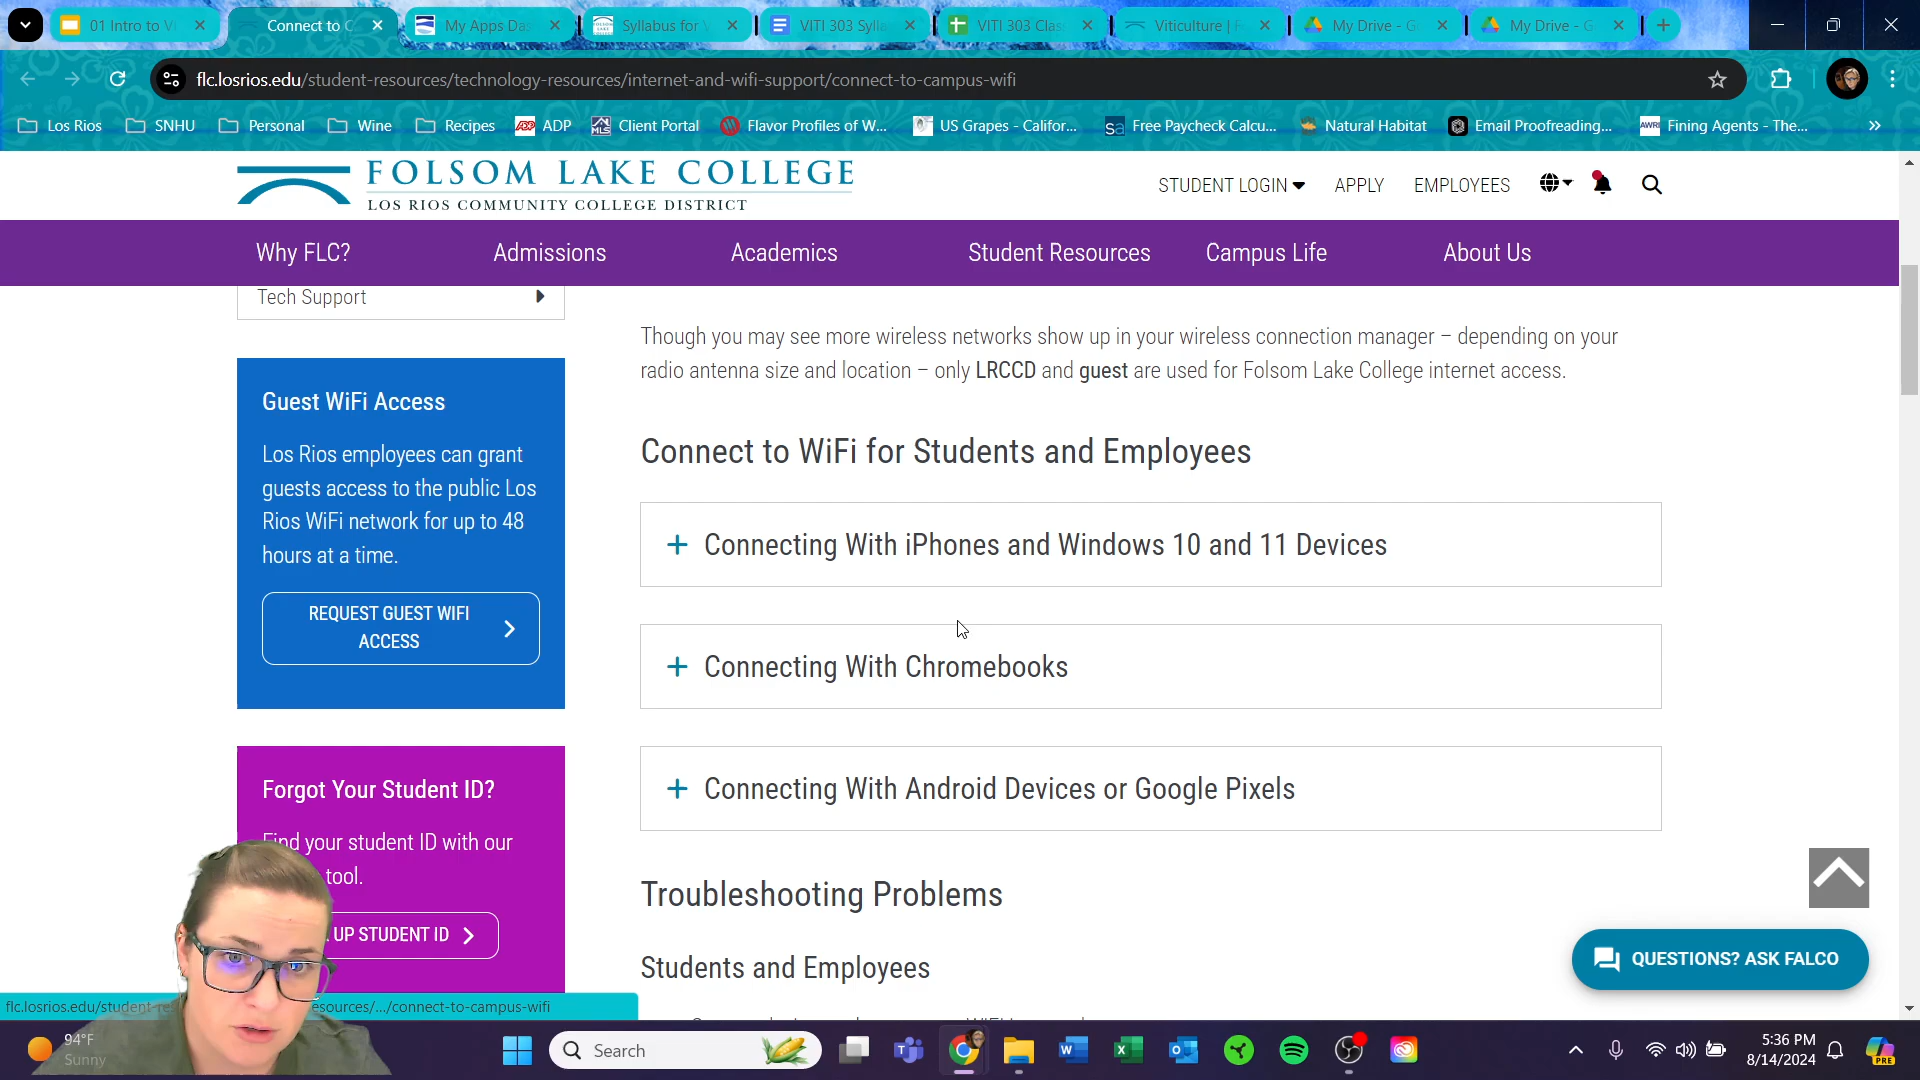 01 Intro to V
Connect to C
My Apps Das
Syllabus for V
VITI 303 Sylla
VITI 303 Clas
Viticulture | F
My Drive - G
My Drive - G
flc.losrios.edu/student-resources/technology-resources/internet-and-wifi-support/connect-to-campus-wifi
Los Rios
SNHU
Personal
Wine
Recipes
ADP
Client Portal
Flavor Profiles of W...
US Grapes - Califor...
Free Paycheck Calcu...
Natural Habitat
Email Proofreading...
Fining Agents - The...
FOLSOM LAKE COLLEGE
LOS RIOS COMMUNITY COLLEGE DISTRICT
STUDENT LOGIN
APPLY
EMPLOYEES
Why FLC?
Admissions
Academics
Student Resources
Campus Life
About Us
Tech Support
Though you may see more wireless networks show up in your wireless connection manager – depending on your
radio antenna size and location – only LRCCD and guest are used for Folsom Lake College internet access.
Guest WiFi Access
Los Rios employees can grant
guests access to the public Los
Rios WiFi network for up to 48
hours at a time.
REQUEST GUEST WIFI
ACCESS
Connect to WiFi for Students and Employees
+ Connecting With iPhones and Windows 10 and 11 Devices
+ Connecting With Chromebooks
+ Connecting With Android Devices or Google Pixels
Forgot Your Student ID?
Find your student ID with our
tool.
UP STUDENT ID
Troubleshooting Problems
Students and Employees
QUESTIONS? ASK FALCO
flc.losrios.edu/student-res
esources/.../connect-to-campus-wifi
94°F
Sunny
Search
5:36 PM
8/14/2024